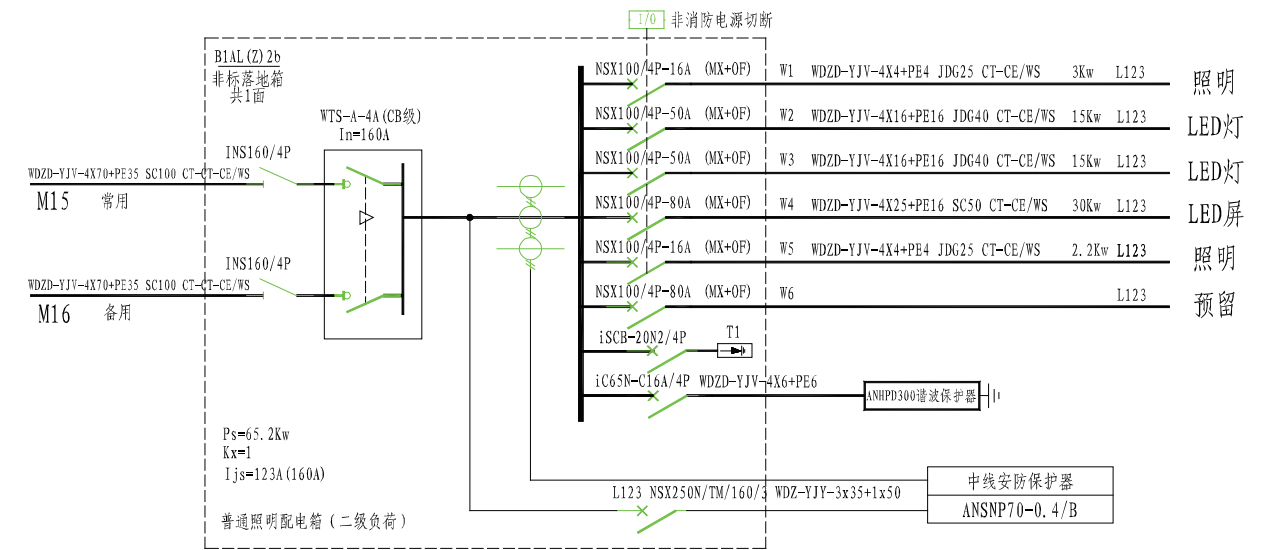 I/0 非消防电源切断
B1AL(Z)2b
非标落地箱
共1面
WTS-A-4A(CB级)
In=160A
INS160/4P
WDZD-YJV-4X70+PE35 SC100 CT-CT-CE/WS
M15 常用
INS160/4P
WDZD-YJV-4X70+PE35 SC100 CT-CT-CE/WS
M16 备用
NSX100/4P-16A (MX+OF) W1 WDZD-YJV-4X4+PE4 JDG25 CT-CE/WS 3Kw L123 照明
NSX100/4P-50A (MX+OF) W2 WDZD-YJV-4X16+PE16 JDG40 CT-CE/WS 15Kw L123 LED灯
NSX100/4P-50A (MX+OF) W3 WDZD-YJV-4X16+PE16 JDG40 CT-CE/WS 15Kw L123 LED灯
NSX100/4P-80A (MX+OF) W4 WDZD-YJV-4X25+PE16 SC50 CT-CE/WS 30Kw L123 LED屏
NSX100/4P-16A (MX+OF) W5 WDZD-YJV-4X4+PE4 JDG25 CT-CE/WS 2.2Kw L123 照明
NSX100/4P-80A (MX+OF) W6 L123 预留
iSCB-20N2/4P T1
iC65N-C16A/4P WDZD-YJV-4X6+PE6 ANHPD300谐波保护器
Ps=65.2Kw
Kx=1
Ijs=123A(160A)
普通照明配电箱（二级负荷）
L123 NSX250N/TM/160/3 WDZ-YJY-3x35+1x50
中线安防保护器
ANSNP70-0.4/B